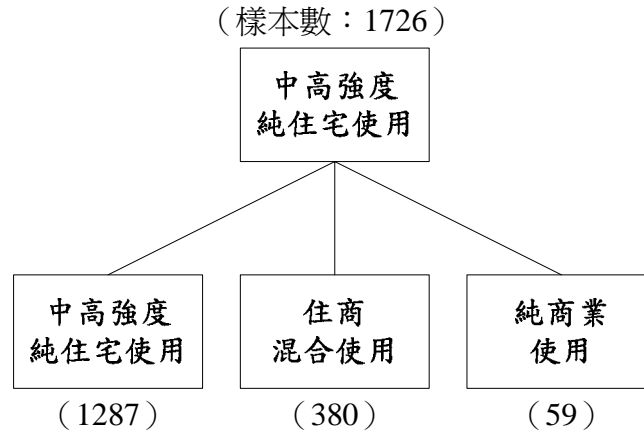 （樣本數：1726）
中高強度
純住宅使用
中高強度
純住宅使用
住商
混合使用
純商業
使用
（1287）
（380）
（59）